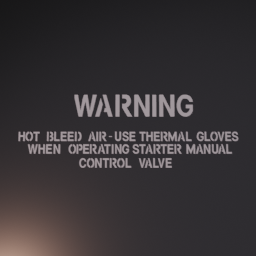 WARNING
HOT BLEED AIR-USE THERMAL GLOVES
WHEN OPERATING STARTER MANUAL
CONTROL VALVE